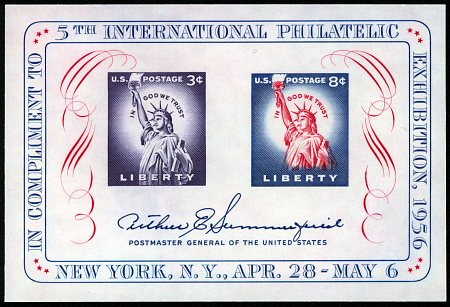 IN COMPLIMENT TO
5TH INTERNATIONAL PHILATELIC
EXHIBITION, 1956
U.S. POSTAGE 3¢
IN GOD WE TRUST
LIBERTY
U.S. POSTAGE 8¢
IN GOD WE TRUST
LIBERTY
Arthur E Summerfield
POSTMASTER GENERAL OF THE UNITED STATES
NEW YORK, N.Y., APR. 28-MAY 6